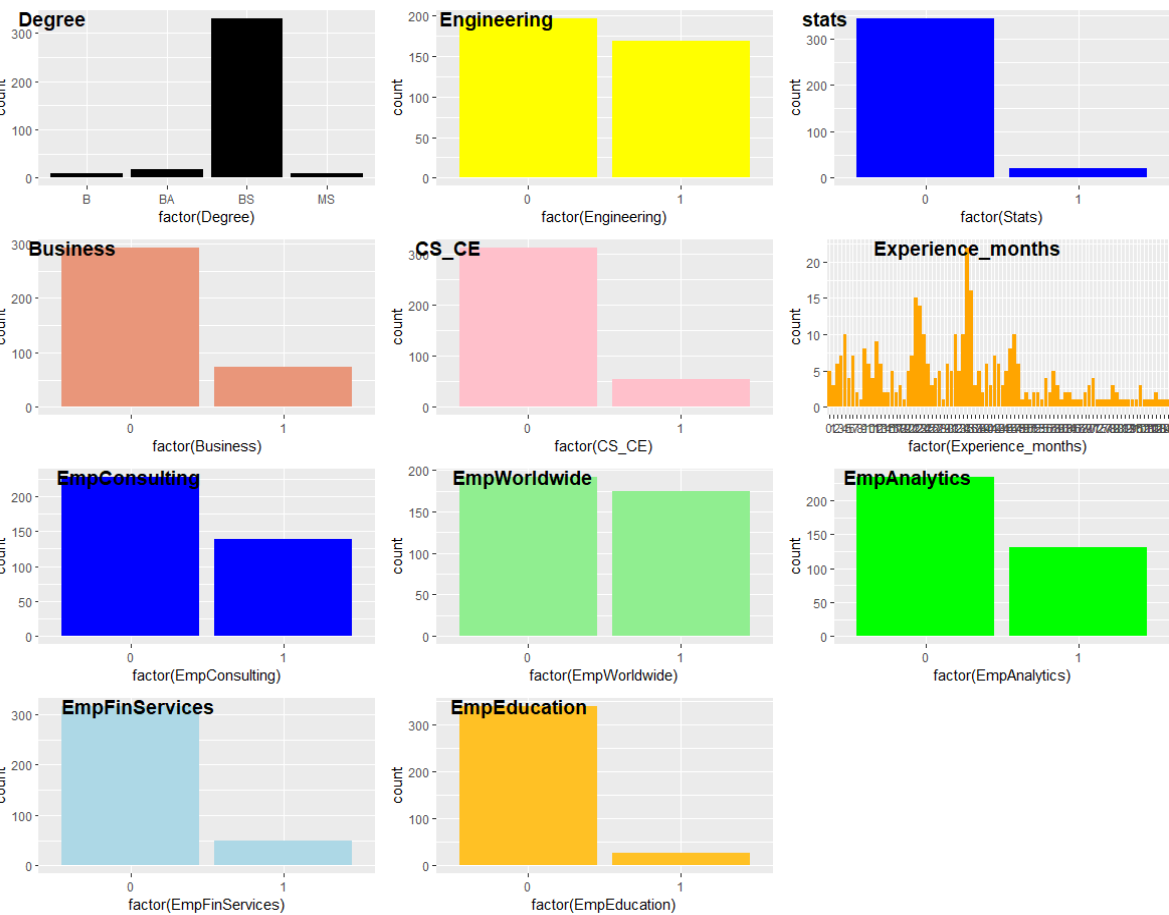 Degree
count
300
200
100
0
B BA BS MS
factor(Degree)
Engineering
count
200
150
100
50
0
0 1
factor(Engineering)
stats
count
300
200
100
0
0 1
factor(Stats)
Business
count
300
200
100
0
0 1
factor(Business)
CS_CE
count
300
200
100
0
0 1
factor(CS_CE)
Experience_months
count
20
15
10
5
0
factor(Experience_months)
EmpConsulting
count
200
150
100
50
0
0 1
factor(EmpConsulting)
EmpWorldwide
count
200
150
100
50
0
0 1
factor(EmpWorldwide)
EmpAnalytics
count
200
150
100
50
0
0 1
factor(EmpAnalytics)
EmpFinServices
count
300
200
100
0
0 1
factor(EmpFinServices)
EmpEducation
count
300
200
100
0
0 1
factor(EmpEducation)